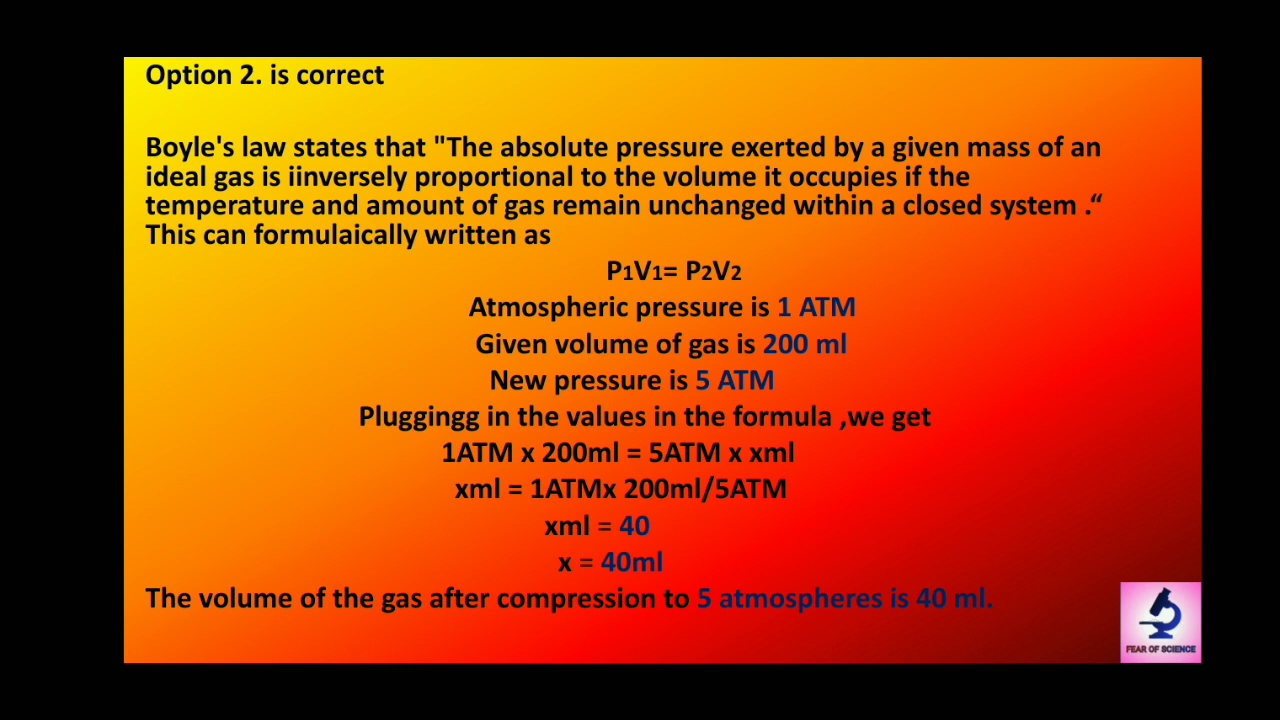 Option 2. is correct
Boyle's law states that "The absolute pressure exerted by a given mass of an
ideal gas is iinversely proportional to the volume it occupies if the
temperature and amount of gas remain unchanged within a closed system .“
This can formulaically written as
P1V1= P2V2
Atmospheric pressure is 1 ATM
Given volume of gas is 200 ml
New pressure is 5 ATM
Pluggingg in the values in the formula ,we get
1ATM x 200ml = 5ATM x xml
xml = 1ATMx 200ml/5ATM
xml = 40
x = 40ml
The volume of the gas after compression to 5 atmospheres is 40 ml.
FEAR OF SCIENCE